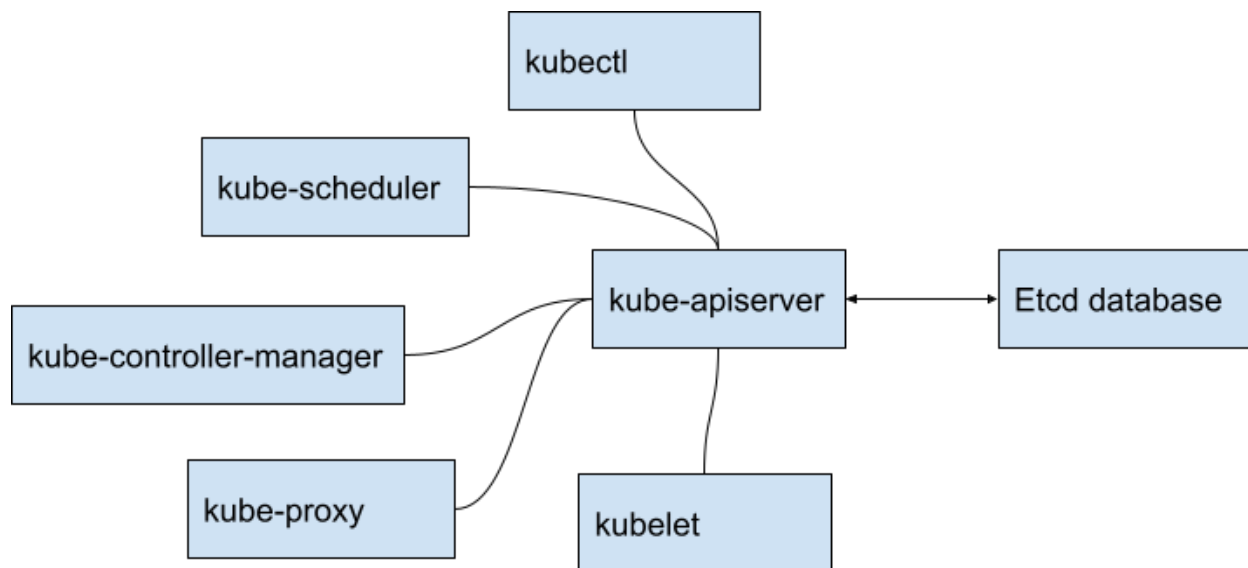 kubectl
kube-scheduler
kube-apiserver
Etcd database
kube-controller-manager
kube-proxy
kubelet